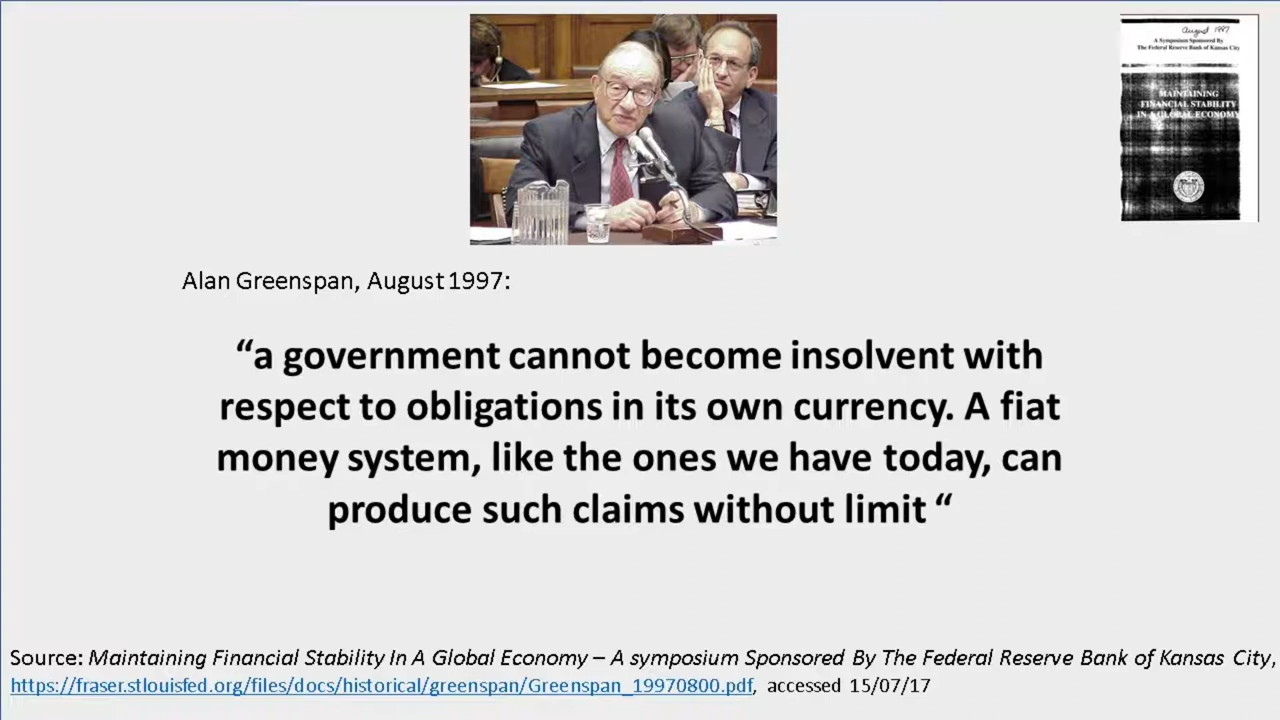 August 1997
A Symposium Sponsored By
The Federal Reserve Bank of Kansas City
MAINTAINING
FINANCIAL STABILITY
IN A GLOBAL ECONOMY
Alan Greenspan, August 1997:
“a government cannot become insolvent with
respect to obligations in its own currency. A fiat
money system, like the ones we have today, can
produce such claims without limit “
Source: Maintaining Financial Stability In A Global Economy – A symposium Sponsored By The Federal Reserve Bank of Kansas City,
https://fraser.stlouisfed.org/files/docs/historical/greenspan/Greenspan_19970800.pdf, accessed 15/07/17